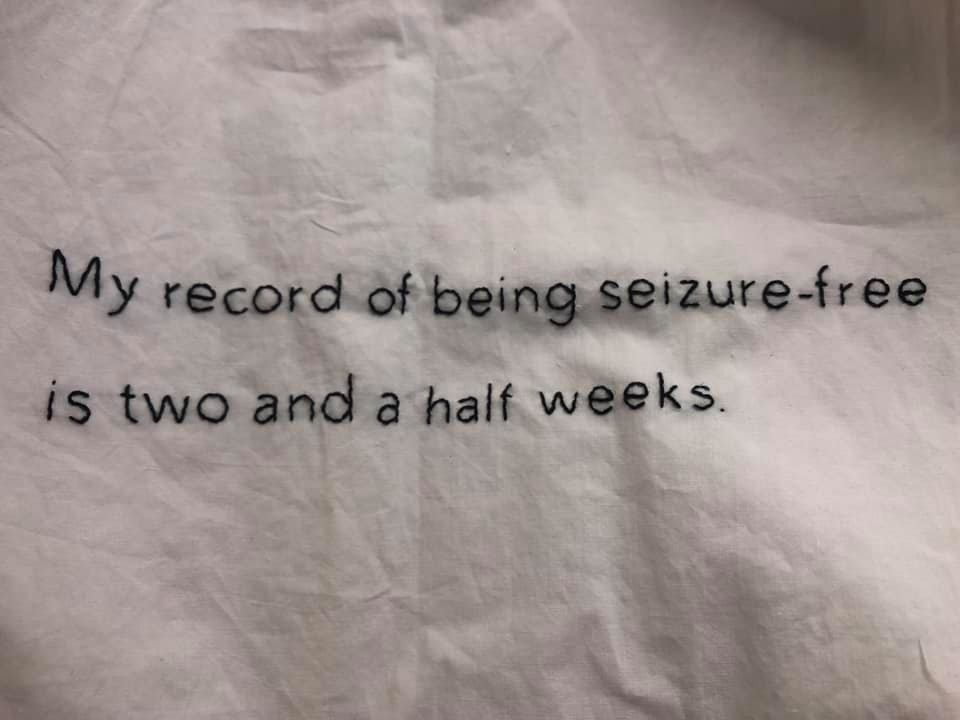 My record of being seizure-free
is two and a half weeks.